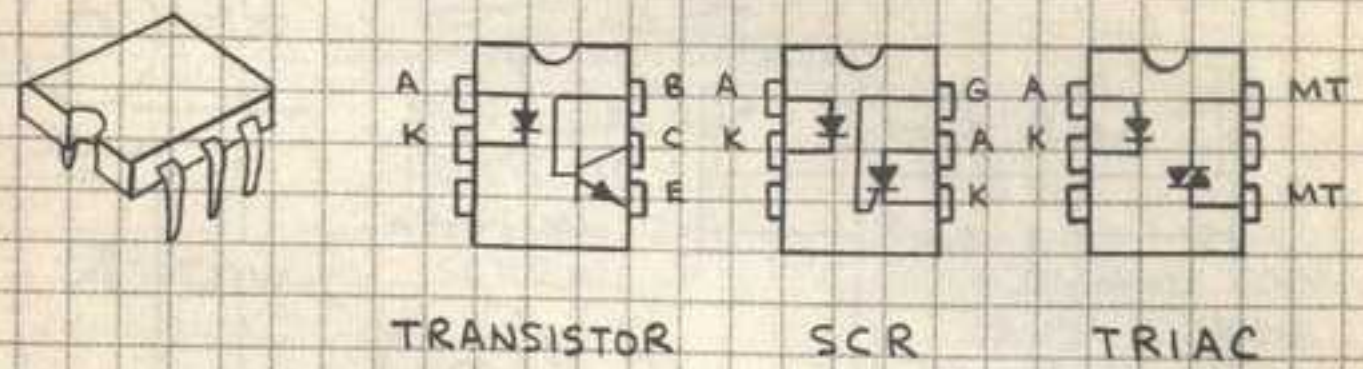 A B A G A MT
K C K A K
E K MT
TRANSISTOR SCR TRIAC